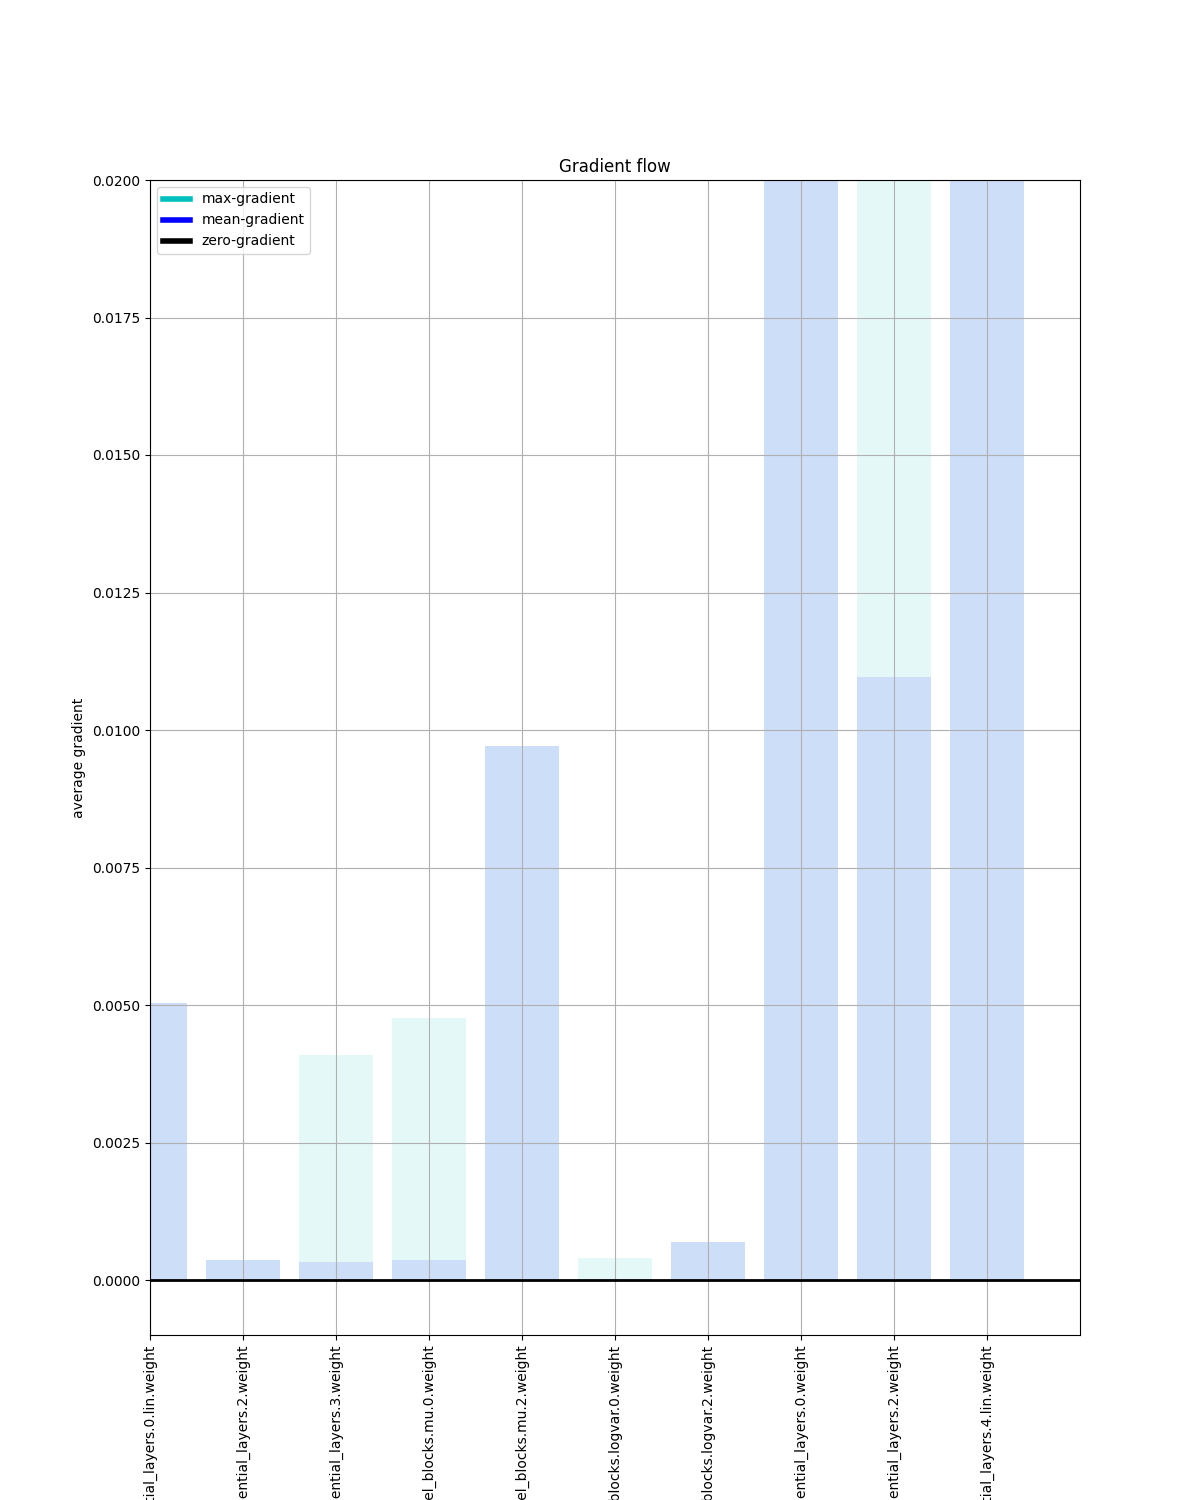 Gradient flow
max-gradient
mean-gradient
zero-gradient
0.0200
0.0175
0.0150
0.0125
0.0100
0.0075
0.0050
0.0025
0.0000
average gradient
tial_layers.0.lin.weight
ential_layers.2.weight
ential_layers.3.weight
el_blocks.mu.0.weight
el_blocks.mu.2.weight
blocks.logvar.0.weight
blocks.logvar.2.weight
ential_layers.0.weight
ential_layers.2.weight
tial_layers.4.lin.weight